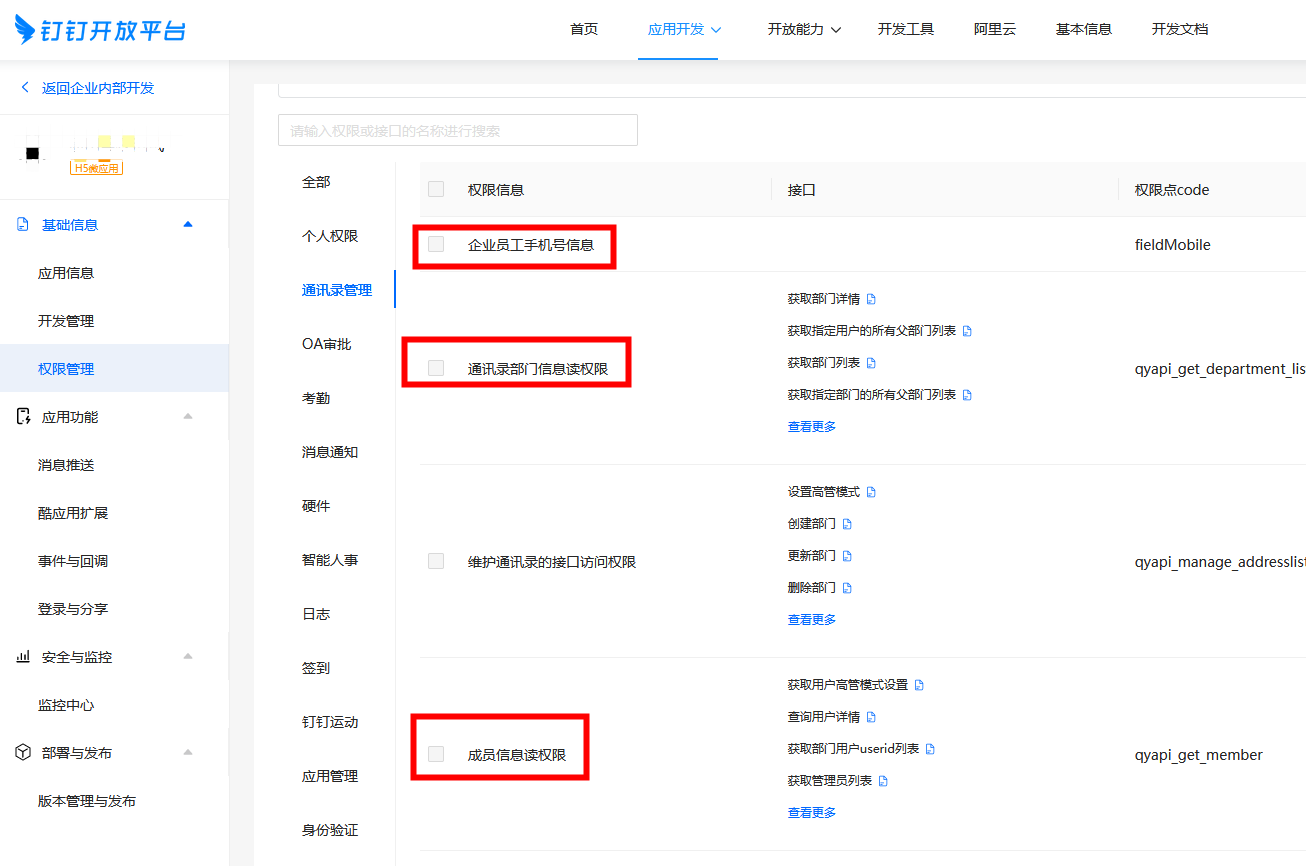 钉钉开放平台
首页 应用开发 开放能力 开发工具 阿里云 基本信息 开发文档
返回企业内部开发
H5微应用
基础信息
应用信息
开发管理
权限管理
应用功能
消息推送
酷应用扩展
事件与回调
登录与分享
安全与监控
监控中心
部署与发布
版本管理与发布
请输入权限或接口的名称进行搜索
全部
个人权限
通讯录管理
OA审批
考勤
消息通知
硬件
智能人事
日志
签到
钉钉运动
应用管理
身份验证
权限信息 接口 权限点code
企业员工手机号信息 fieldMobile
通讯录部门信息读权限
获取部门详情
获取指定用户的所有父部门列表
获取部门列表
获取指定部门的所有父部门列表
查看更多
qyapi_get_department_lis
维护通讯录的接口访问权限
设置高管模式
创建部门
更新部门
删除部门
查看更多
qyapi_manage_addresslist
成员信息读权限
获取用户高管模式设置
查询用户详情
获取部门用户userid列表
获取管理员列表
查看更多
qyapi_get_member